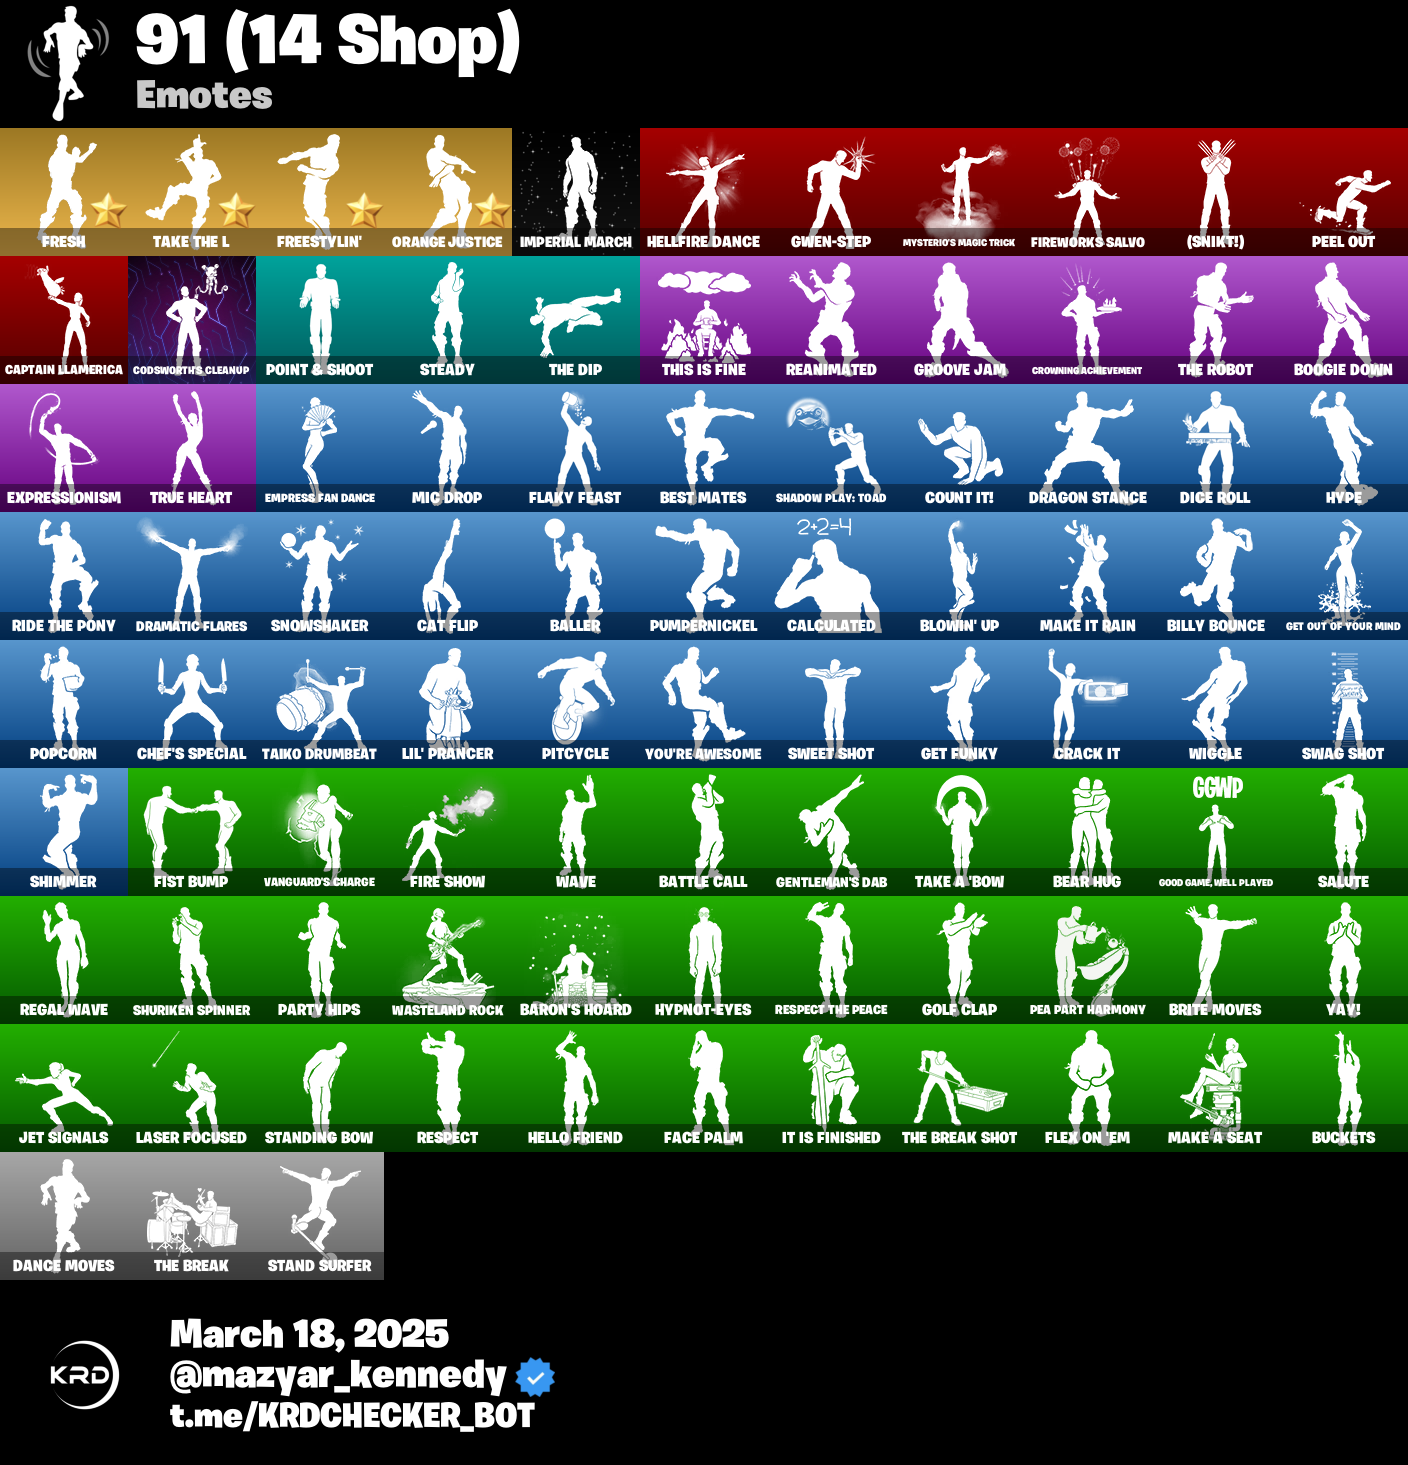 91 (14 Shop)
Emotes
FRESH
TAKE THE L
FREESTYLIN'
ORANGE JUSTICE
IMPERIAL MARCH
HELLFIRE DANCE
GWEN-STEP
MYSTERIO'S MAGIC TRICK
FIREWORKS SALVO
(SNIKT!)
PEEL OUT
CAPTAIN LLAMERICA
CODSWORTH'S CLEANUP
POINT & SHOOT
STEADY
THE DIP
THIS IS FINE
REANIMATED
GROOVE JAM
CROWNING ACHIEVEMENT
THE ROBOT
BOOGIE DOWN
EXPRESSIONISM
TRUE HEART
EMPRESS FAN DANCE
MIC DROP
FLAKY FEAST
BEST MATES
SHADOW PLAY: TOAD
COUNT IT!
DRAGON STANCE
DICE ROLL
HYPE
2+2=4
RIDE THE PONY
DRAMATIC FLARES
SNOWSHAKER
CAT FLIP
BALLER
PUMPERNICKEL
CALCULATED
BLOWIN' UP
MAKE IT RAIN
BILLY BOUNCE
GET OUT OF YOUR MIND
POPCORN
CHEF'S SPECIAL
TAIKO DRUMBEAT
LIL' PRANCER
PITCYCLE
YOU'RE AWESOME
SWEET SHOT
GET FUNKY
CRACK IT
WIGGLE
SWAG SHOT
GGWP
SHIMMER
FIST BUMP
VANGUARD'S CHARGE
FIRE SHOW
WAVE
BATTLE CALL
GENTLEMAN'S DAB
TAKE A 'BOW
BEAR HUG
GOOD GAME, WELL PLAYED
SALUTE
REGAL WAVE
SHURIKEN SPINNER
PARTY HIPS
WASTELAND ROCK
BARON'S HOARD
HYPNOT-EYES
RESPECT THE PEACE
GOLF CLAP
PEA PART HARMONY
BRITE MOVES
YAY!
JET SIGNALS
LASER FOCUSED
STANDING BOW
RESPECT
HELLO FRIEND
FACE PALM
IT IS FINISHED
THE BREAK SHOT
FLEX ON 'EM
MAKE A SEAT
BUCKETS
DANCE MOVES
THE BREAK
STAND SURFER
March 18, 2025
KRD
@mazyar_kennedy
t.me/KRDCHECKER_BOT